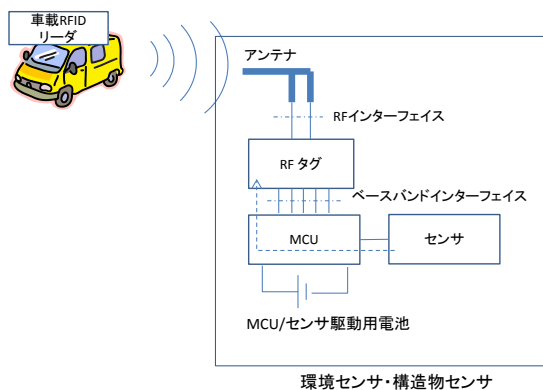 車載RFID
リーダ
アンテナ
RFインターフェイス
RFタグ
ベースバンドインターフェイス
MCU
センサ
MCU/センサ駆動用電池
環境センサ・構造物センサ